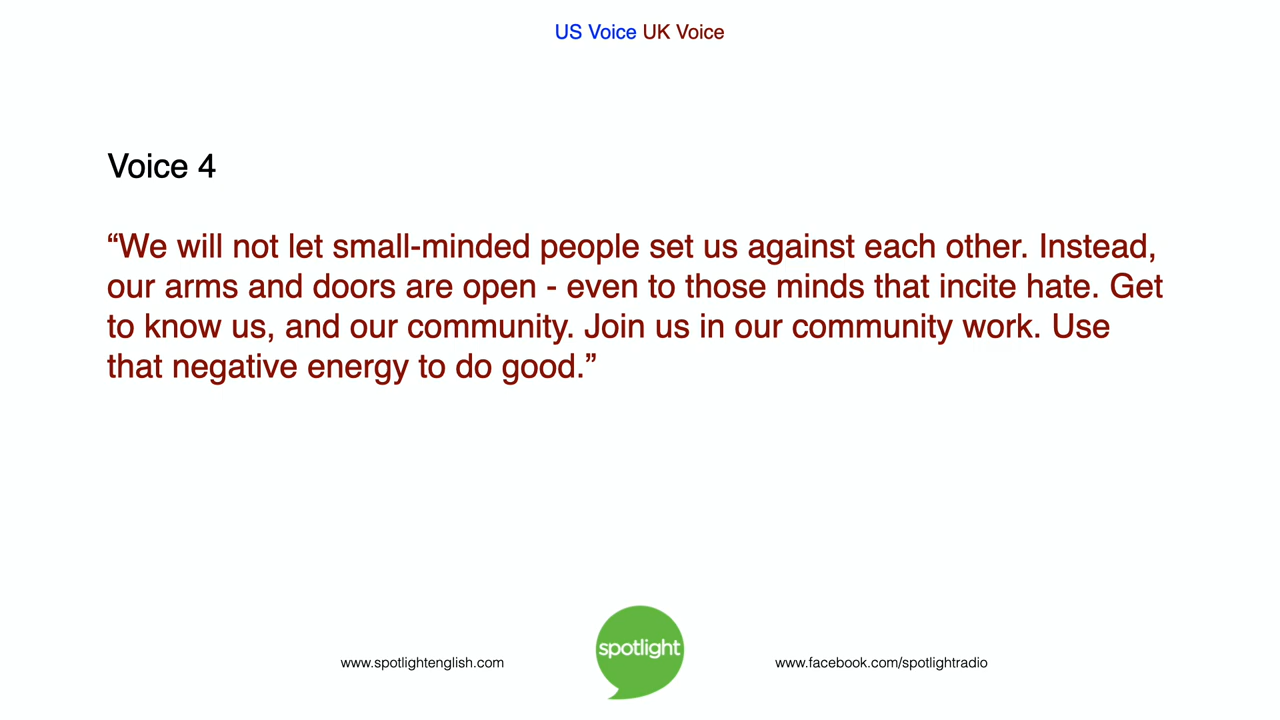 US Voice UK Voice
Voice 4
“We will not let small-minded people set us against each other. Instead,
our arms and doors are open - even to those minds that incite hate. Get
to know us, and our community. Join us in our community work. Use
that negative energy to do good.”
spotlight
www.spotlightenglish.com
www.facebook.com/spotlightradio